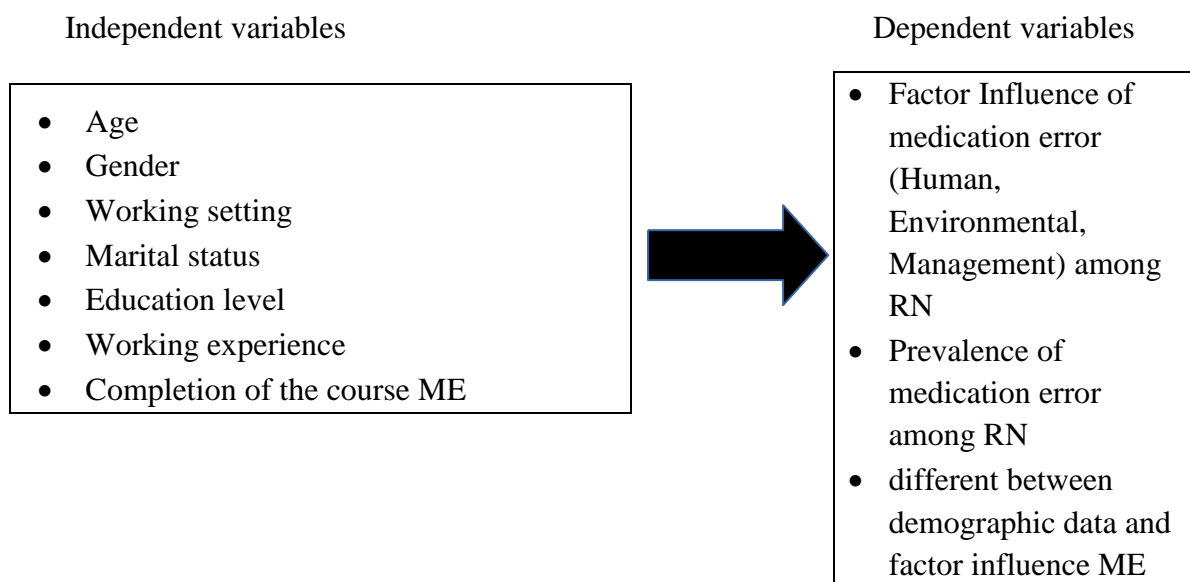 Independent variables
Dependent variables
• Age
• Gender
• Working setting
• Marital status
• Education level
• Working experience
• Completion of the course ME
• Factor Influence of
medication error
(Human,
Environmental,
Management) among
RN
• Prevalence of
medication error
among RN
• different between
demographic data and
factor influence ME